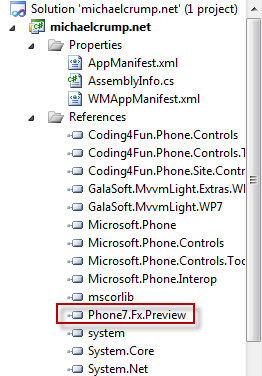 Solution 'michaelcrump.net' (1 project)
michaelcrump.net
Properties
AppManifest.xml
AssemblyInfo.cs
WMAppManifest.xml
References
Coding4Fun.Phone.Controls
Coding4Fun.Phone.Controls.T
Coding4Fun.Phone.Site.Contr
GalaSoft.MvvmLight.Extras.WP
GalaSoft.MvvmLight.WP7
Microsoft.Phone
Microsoft.Phone.Controls
Microsoft.Phone.Controls.Too
Microsoft.Phone.Interop
mscorlib
Phone7.Fx.Preview
system
System.Core
System.Net